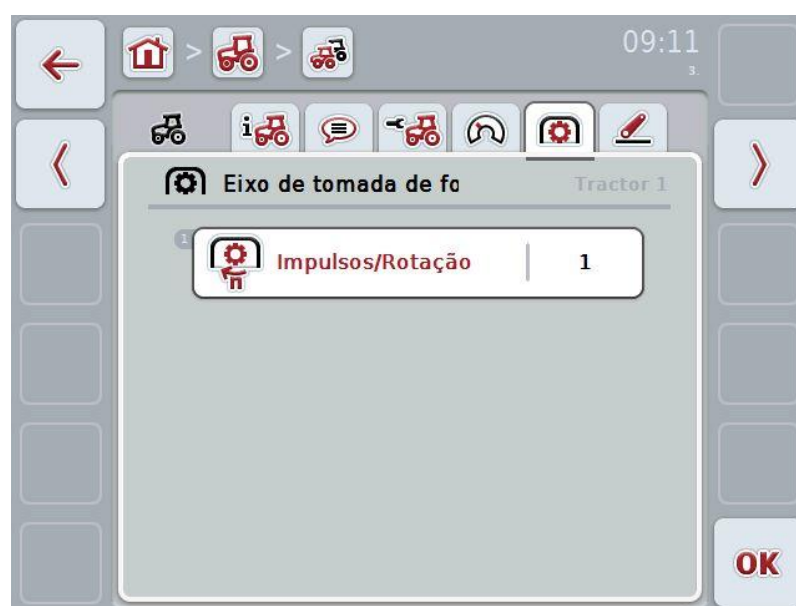 09:11
3.
i
Eixo de tomada de fo
Tractor 1
1
Impulsos/Rotação
1
n
OK